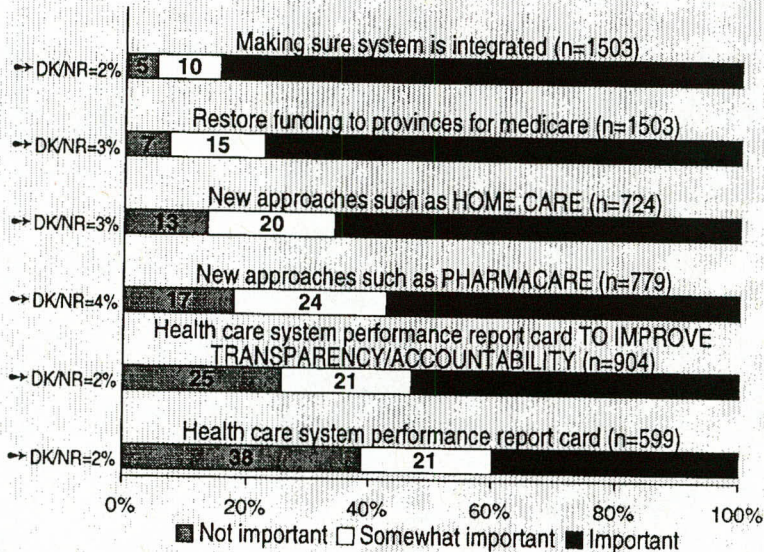 Making sure system is integrated (n=1503)
DK/NR=2% 5 10
Restore funding to provinces for medicare (n=1503)
DK/NR=3% 7 15
New approaches such as HOME CARE (n=724)
DK/NR=3% 13 20
New approaches such as PHARMACARE (n=779)
DK/NR=4% 17 24
Health care system performance report card TO IMPROVE
TRANSPARENCY/ACCOUNTABILITY (n=904)
DK/NR=2% 25 21
Health care system performance report card (n=599)
DK/NR=2% 38 21
0% 20% 40% 60% 80% 100%
Not important Somewhat important Important